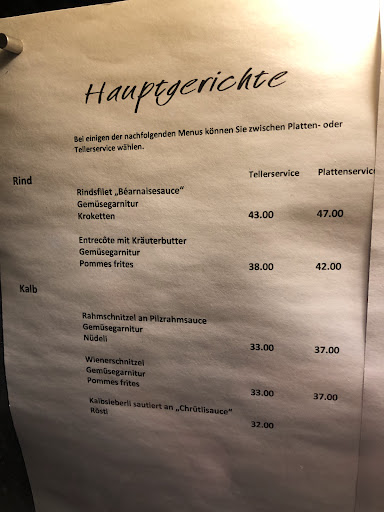 Hauptgerichte
Bei einigen der nachfolgenden Menus können Sie zwischen Platten- oder
Tellerservice wählen.
Tellerservice Plattenservice
Rind
Rindsfilet „Béarnaisesauce“
Gemüsegarnitur
Kroketten 43.00 47.00
Entrecôte mit Kräuterbutter
Gemüsegarnitur
Pommes frites 38.00 42.00
Kalb
Rahmschnitzel an Pilzrahmsauce
Gemüsegarnitur
Nüdeli 33.00 37.00
Wienerschnitzel
Gemüsegarnitur
Pommes frites 33.00 37.00
Kalbsleberli sautiert an „Chrütlisauce“
Rösti 32.00